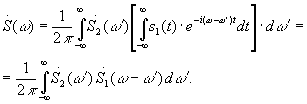 Ṡ(ω) = 1/(2π) ∫_{-∞}^{∞} Ṡ₂(ω′) [ ∫_{-∞}^{∞} s₁(t) · e^{-i(ω-ω′)t} dt ] · dω′ =
= 1/(2π) ∫_{-∞}^{∞} Ṡ₂(ω′) Ṡ₁(ω − ω′) dω′.